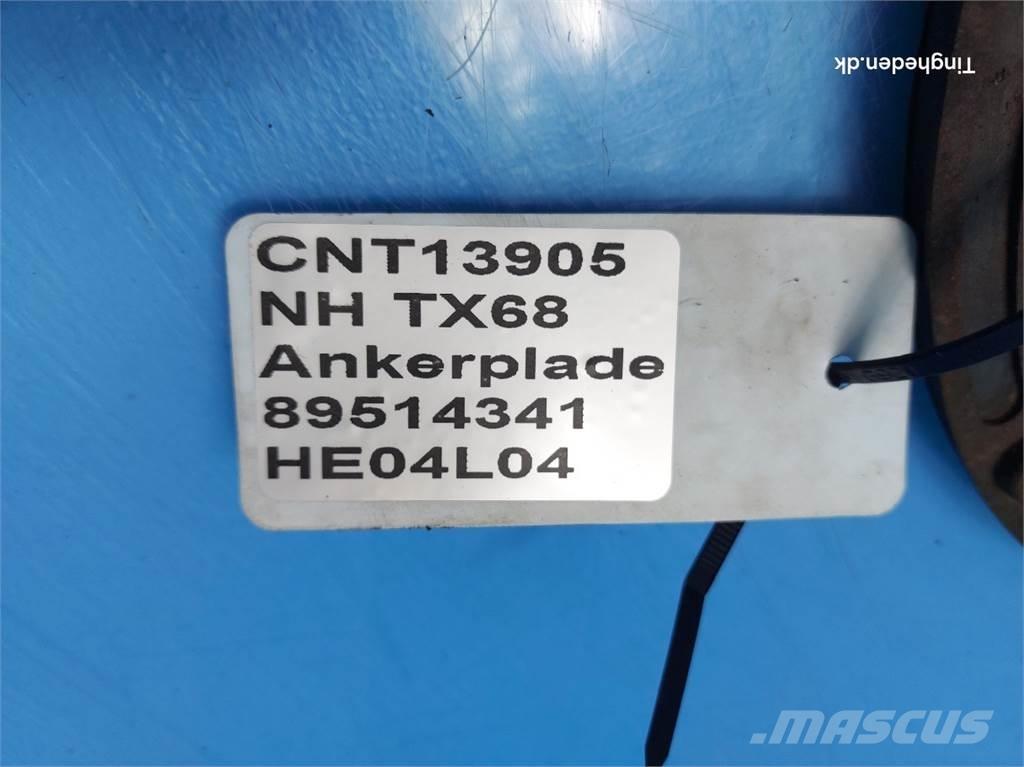 Tingheden.dk
CNT13905
NH TX68
Ankerplade
89514341
HE04L04
MASCUS